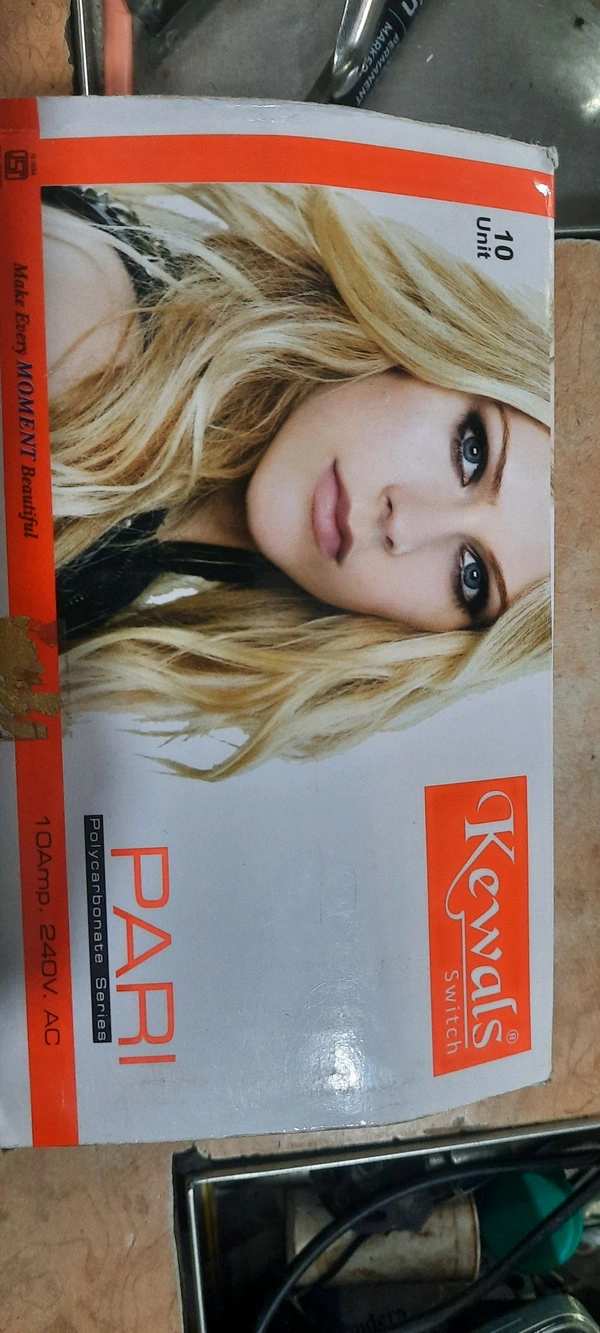 10
Unit
Kewals®
Switch
PARI
Polycarbonate Series
Make Every MOMENT Beautiful
10Amp. 240V. AC
PERMANENT
MARKER